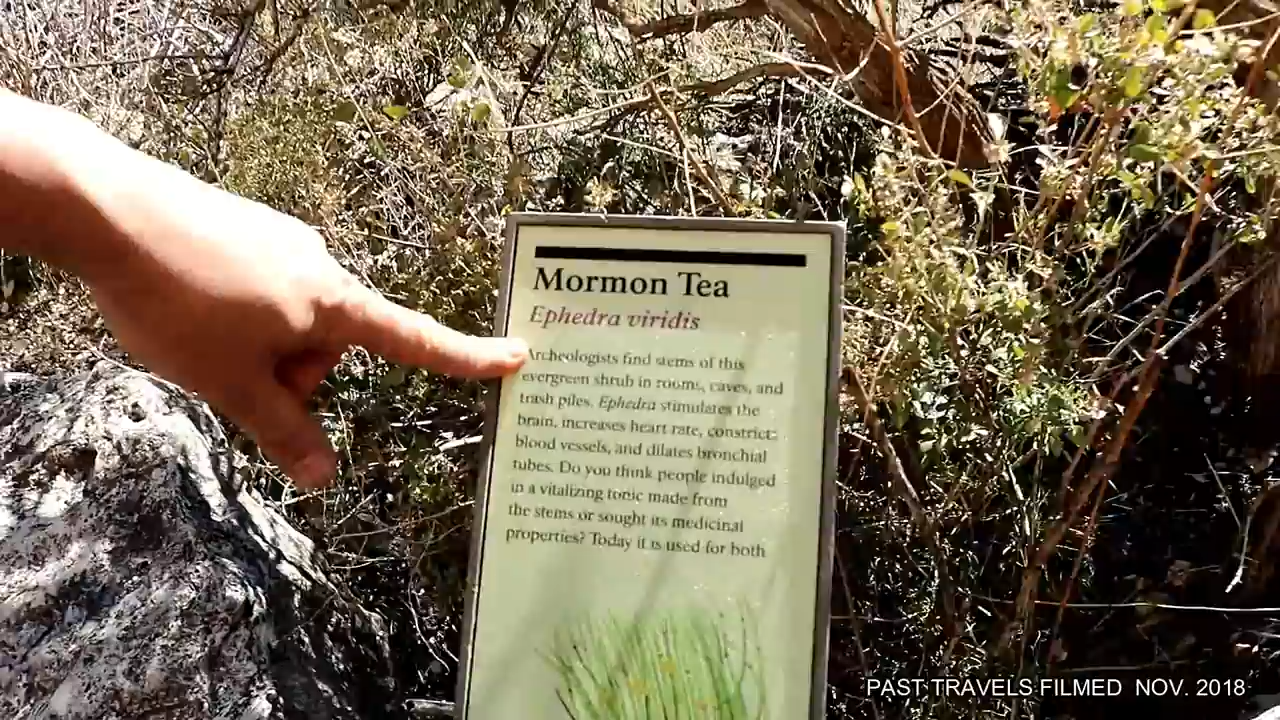 Mormon Tea
Ephedra viridis
Archeologists find stems of this
evergreen shrub in rooms, caves, and
trash piles. Ephedra stimulates the
brain, increases heart rate, constricts
blood vessels, and dilates bronchial
tubes. Do you think people indulged
in a vitalizing tonic made from
the stems or sought its medicinal
properties? Today it is used for both
PAST TRAVELS FILMED NOV. 2018